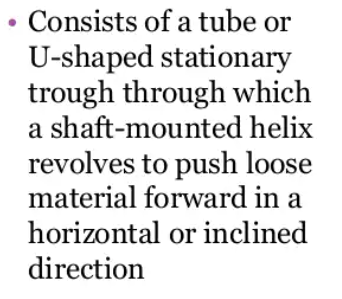 • Consists of a tube or
U-shaped stationary
trough through which
a shaft-mounted helix
revolves to push loose
material forward in a
horizontal or inclined
direction